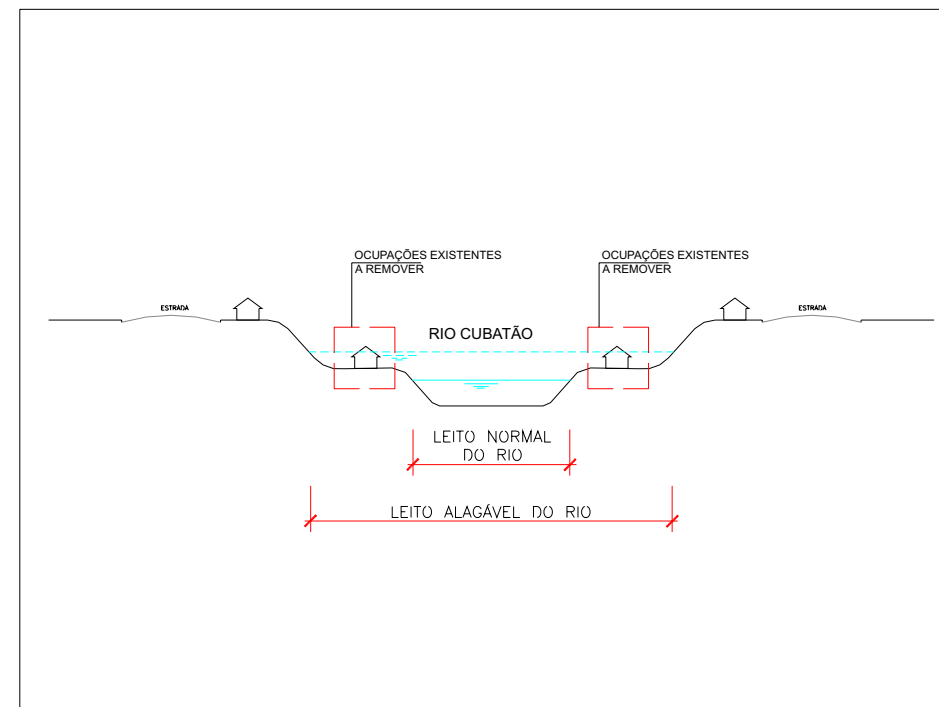 OCUPAÇÕES EXISTENTES
A REMOVER
OCUPAÇÕES EXISTENTES
A REMOVER
ESTRADA
ESTRADA
RIO CUBATÃO
LEITO NORMAL
DO RIO
LEITO ALAGÁVEL DO RIO